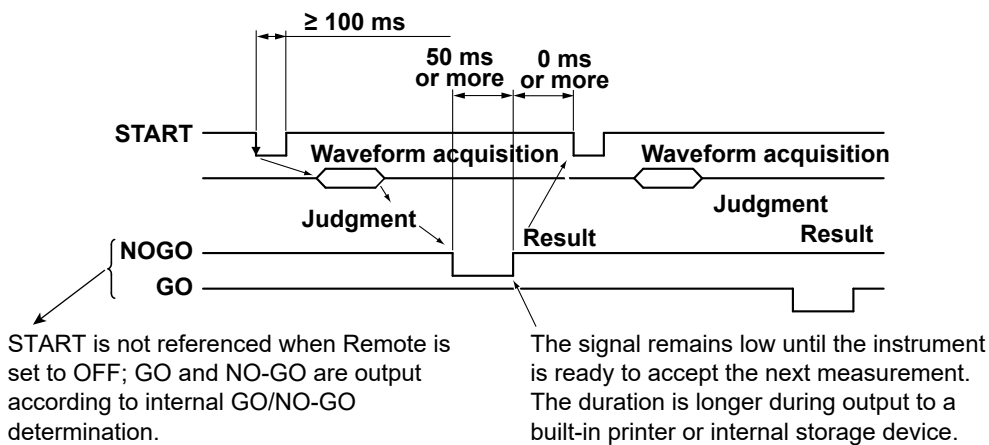 ≥ 100 ms
50 ms
or more
0 ms
or more
START
Waveform acquisition
Waveform acquisition
Judgment
Judgment
Result
Result
NOGO
GO
START is not referenced when Remote is
set to OFF; GO and NO-GO are output
according to internal GO/NO-GO
determination.
The signal remains low until the instrument
is ready to accept the next measurement.
The duration is longer during output to a
built-in printer or internal storage device.